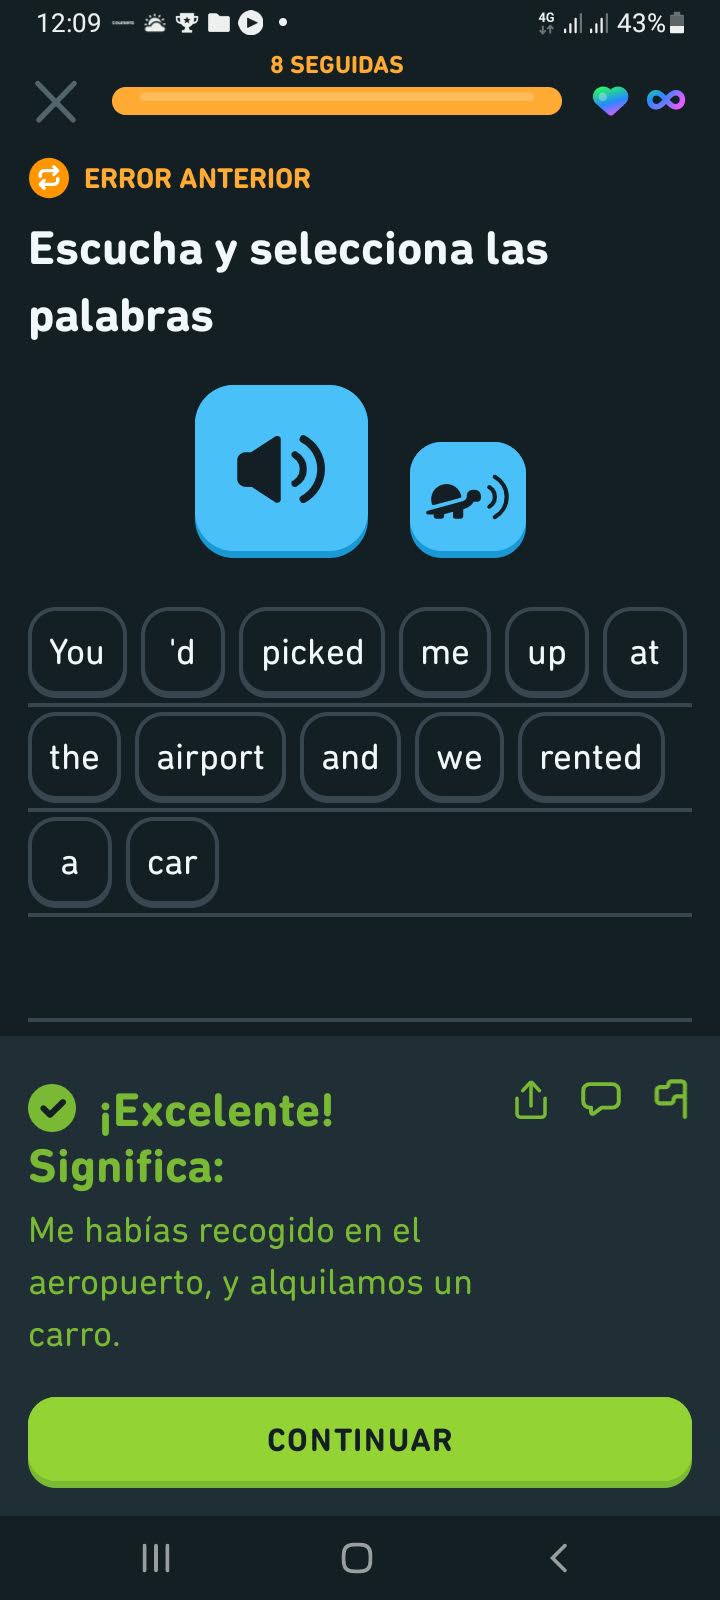 12:09
4G 43%
8 SEGUIDAS
ERROR ANTERIOR
Escucha y selecciona las
palabras
You 'd picked me up at
the airport and we rented
a car
¡Excelente!
Significa:
Me habías recogido en el
aeropuerto, y alquilamos un
carro.
CONTINUAR